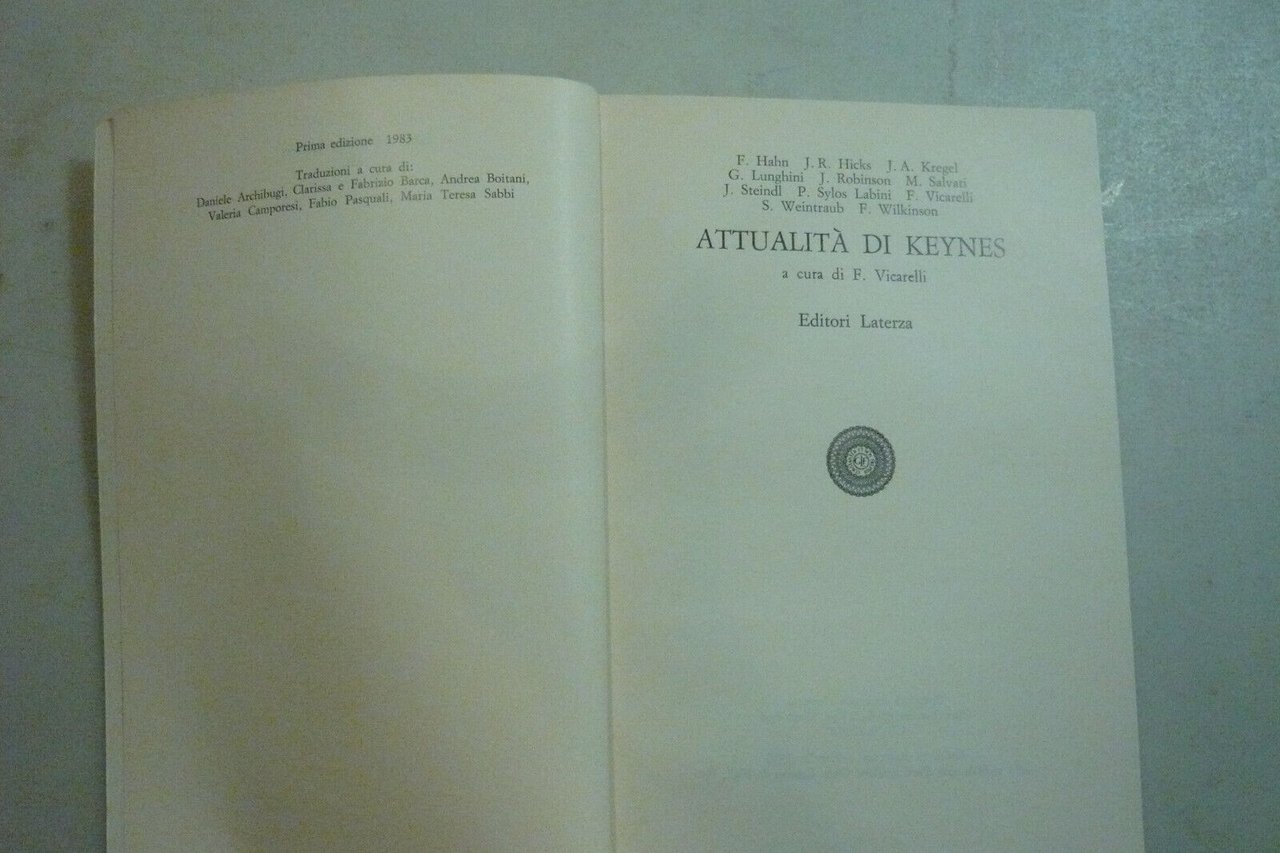 Prima edizione 1983
Traduzioni a cura di:
Daniele Archibugi, Clarissa e Fabrizio Barca, Andrea Boitani,
Valeria Camporesi, Fabio Pasquali, Maria Teresa Sabbi
F. Hahn J. R. Hicks J. A. Kregel
G. Lunghini J. Robinson M. Salvati
J. Steindl P. Sylos Labini F. Vicarelli
S. Weintraub F. Wilkinson
ATTUALITÀ DI KEYNES
a cura di F. Vicarelli
Editori Laterza